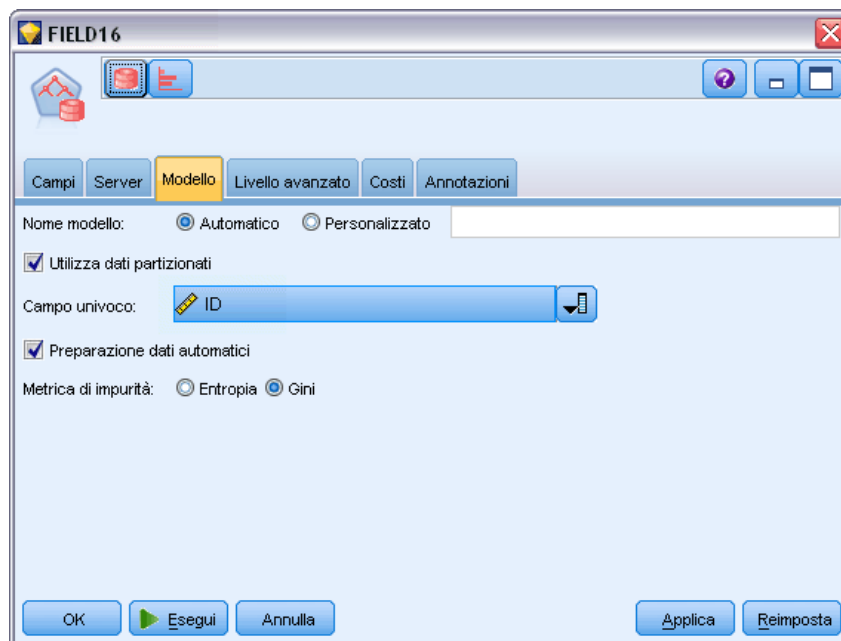 FIELD16
Campi Server Modello Livello avanzato Costi Annotazioni
Nome modello: Automatico Personalizzato
Utilizza dati partizionati
Campo univoco: ID
Preparazione dati automatici
Metrica di impurità: Entropia Gini
OK Esegui Annulla Applica Reimposta